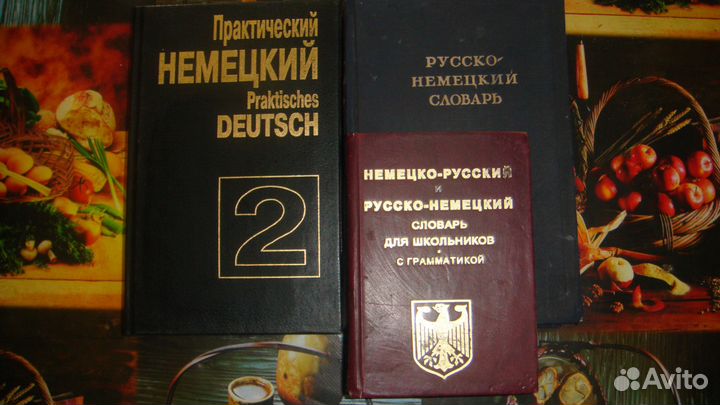 Практический
НЕМЕЦКИЙ
Praktisches
DEUTSCH
2
РУССКО-
НЕМЕЦКИЙ
СЛОВАРЬ
НЕМЕЦКО-РУССКИЙ
И
РУССКО-НЕМЕЦКИЙ
СЛОВАРЬ
ДЛЯ ШКОЛЬНИКОВ
С ГРАММАТИКОЙ
Avito